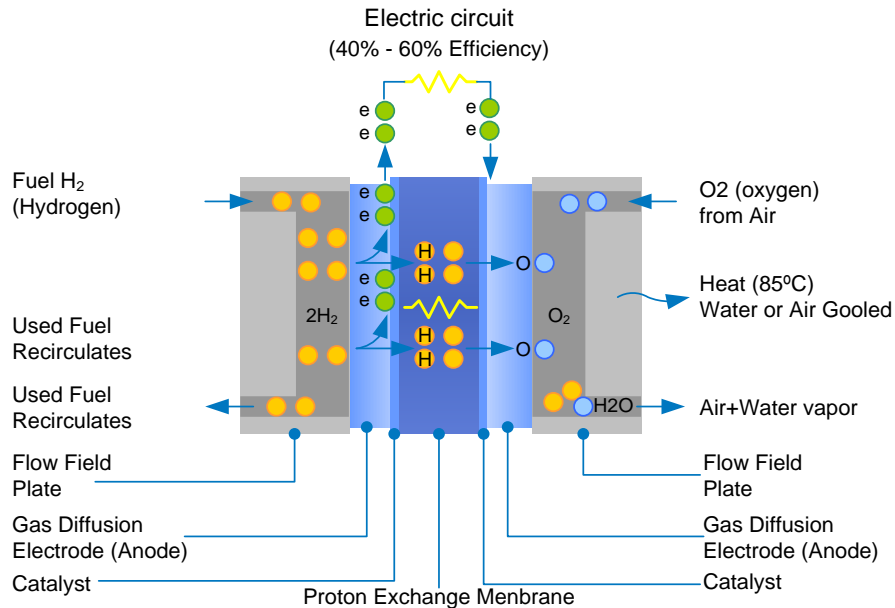 Electric circuit
(40% - 60% Efficiency)
e
e
e
e
Fuel H₂
(Hydrogen)
e
e
O2 (oxygen)
from Air
H
H
O
e
e
Heat (85ºC)
Water or Air Gooled
2H₂
O₂
Used Fuel
Recirculates
H
H
O
Used Fuel
Recirculates
H2O
Air+Water vapor
Flow Field
Plate
Flow Field
Plate
Gas Diffusion
Electrode (Anode)
Gas Diffusion
Electrode (Anode)
Catalyst
Proton Exchange Menbrane
Catalyst